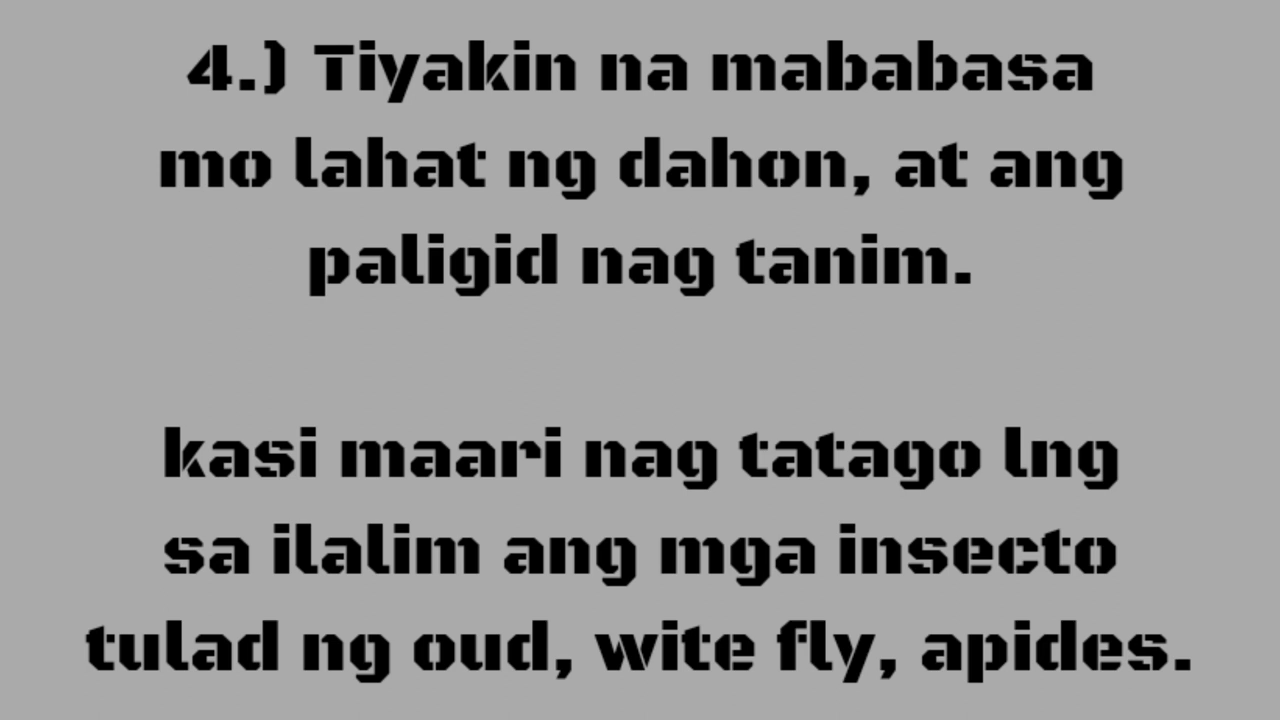 4.) Tiyakin na mababasa
mo lahat ng dahon, at ang
paligid nag tanim.
kasi maari nag tatago lng
sa ilalim ang mga insecto
tulad ng oud, wite fly, apides.